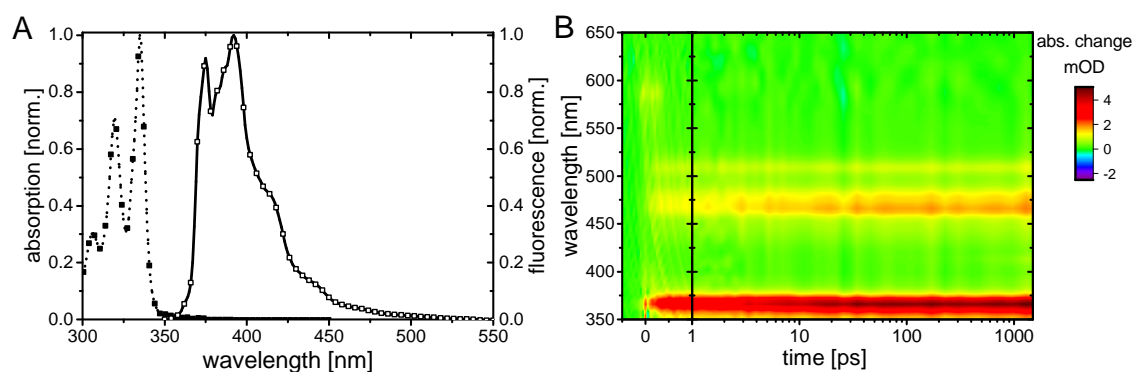 A
absorption [norm.]
1.0
0.8
0.6
0.4
0.2
0.0
300 350 400 450 500 550
wavelength [nm]
1.0
0.8
0.6
0.4
0.2
0.0
fluorescence [norm.]
B
wavelength [nm]
650
600
550
500
450
400
350
0 1 10 100 1000
time [ps]
abs. change
mOD
4
2
0
-2